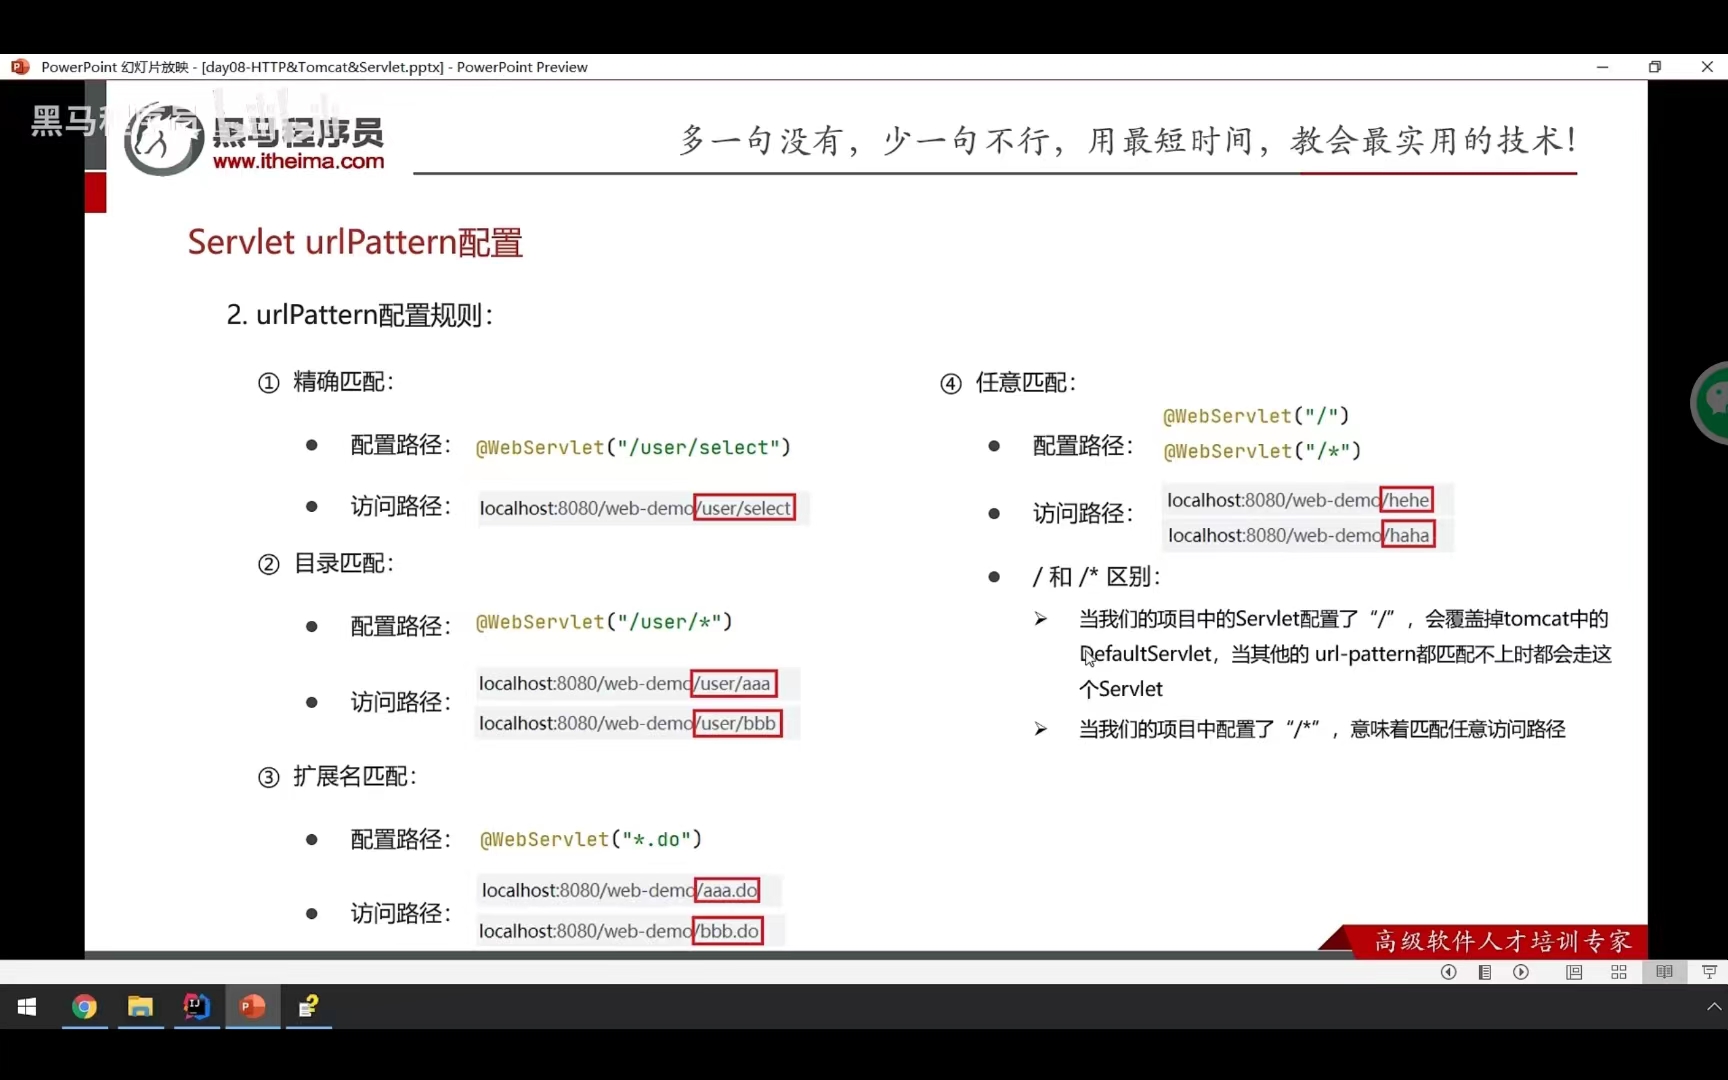 PowerPoint 幻灯片放映 - [day08-HTTP&Tomcat&Servlet.pptx] - PowerPoint Preview
黑马程序员
www.itheima.com
多一句没有，少一句不行，用最短时间，教会最实用的技术！
Servlet urlPattern配置
2. urlPattern配置规则：
① 精确匹配：
● 配置路径： @WebServlet("/user/select")
● 访问路径： localhost:8080/web-demo/user/select
② 目录匹配：
● 配置路径： @WebServlet("/user/*")
● 访问路径： localhost:8080/web-demo/user/aaa
localhost:8080/web-demo/user/bbb
③ 扩展名匹配：
● 配置路径： @WebServlet("*.do")
● 访问路径： localhost:8080/web-demo/aaa.do
localhost:8080/web-demo/bbb.do
④ 任意匹配：
● 配置路径： @WebServlet("/")
@WebServlet("/*")
● 访问路径： localhost:8080/web-demo/hehe
localhost:8080/web-demo/haha
● / 和 /* 区别：
➢ 当我们的项目中的Servlet配置了“/”，会覆盖掉tomcat中的
DefaultServlet，当其他的 url-pattern都匹配不上时都会走这
个Servlet
➢ 当我们的项目中配置了“/*”，意味着匹配任意访问路径
高级软件人才培训专家